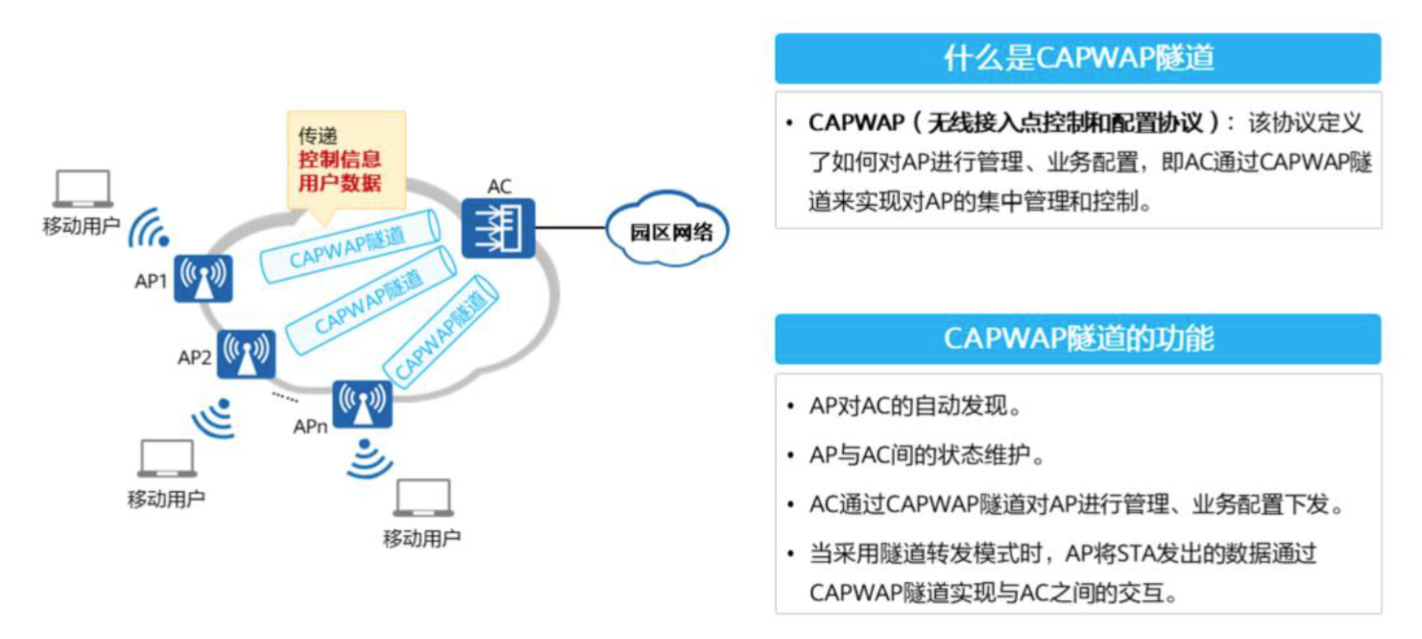 传递
控制信息
用户数据
AC
移动用户
园区网络
CAPWAP隧道
AP1
CAPWAP隧道
CAPWAP隧道
AP2
......
APn
移动用户
移动用户
什么是CAPWAP隧道
• CAPWAP（无线接入点控制和配置协议）：该协议定义
了如何对AP进行管理、业务配置，即AC通过CAPWAP隧
道来实现对AP的集中管理和控制。
CAPWAP隧道的功能
• AP对AC的自动发现。
• AP与AC间的状态维护。
• AC通过CAPWAP隧道对AP进行管理、业务配置下发。
• 当采用隧道转发模式时，AP将STA发出的数据通过
CAPWAP隧道实现与AC之间的交互。